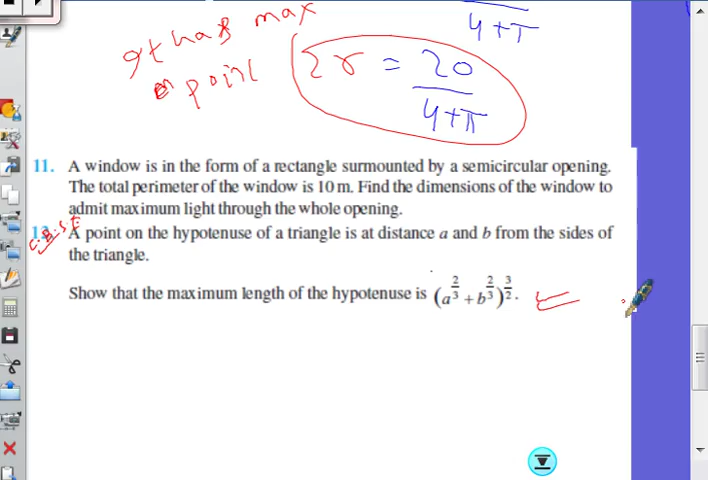 4+π
It has max
point
2r = 20
4+π
11. A window is in the form of a rectangle surmounted by a semicircular opening.
The total perimeter of the window is 10 m. Find the dimensions of the window to
admit maximum light through the whole opening.
C.B.S.E
12. A point on the hypotenuse of a triangle is at distance a and b from the sides of
the triangle.
Show that the maximum length of the hypotenuse is (a^{2/3} + b^{2/3})^{3/2}.